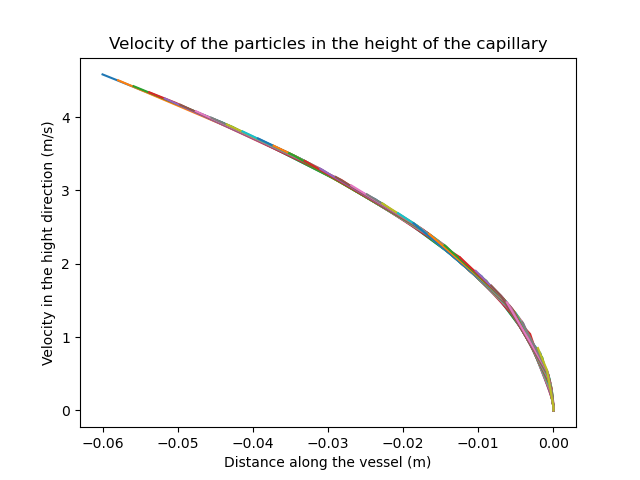 Velocity of the particles in the height of the capillary
Velocity in the hight direction (m/s)
4
3
2
1
0
−0.06 −0.05 −0.04 −0.03 −0.02 −0.01 0.00
Distance along the vessel (m)